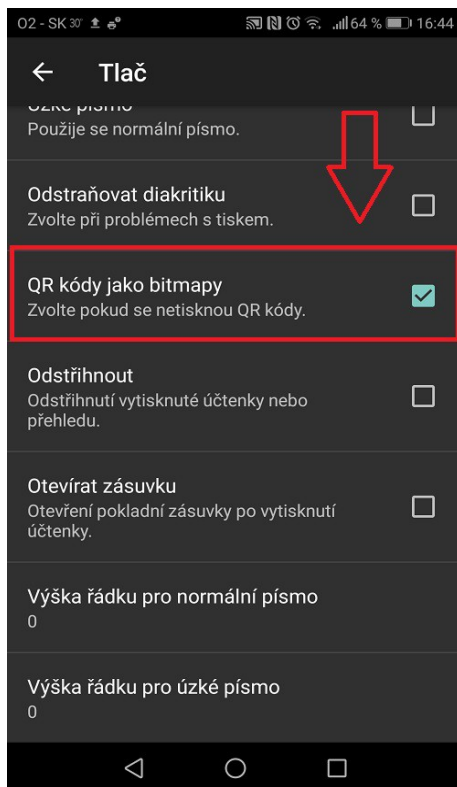 O2 - SK 30° 64 % 16:44
Tlač
Úzké písmo
Použije se normální písmo.
Odstraňovat diakritiku
Zvolte při problémech s tiskem.
QR kódy jako bitmapy
Zvolte pokud se netisknou QR kódy.
Odstřihnout
Odstřihnutí vytisknuté účtenky nebo
přehledu.
Otevírat zásuvku
Otevření pokladní zásuvky po vytisknutí
účtenky.
Výška řádku pro normální písmo
0
Výška řádku pro úzké písmo
0